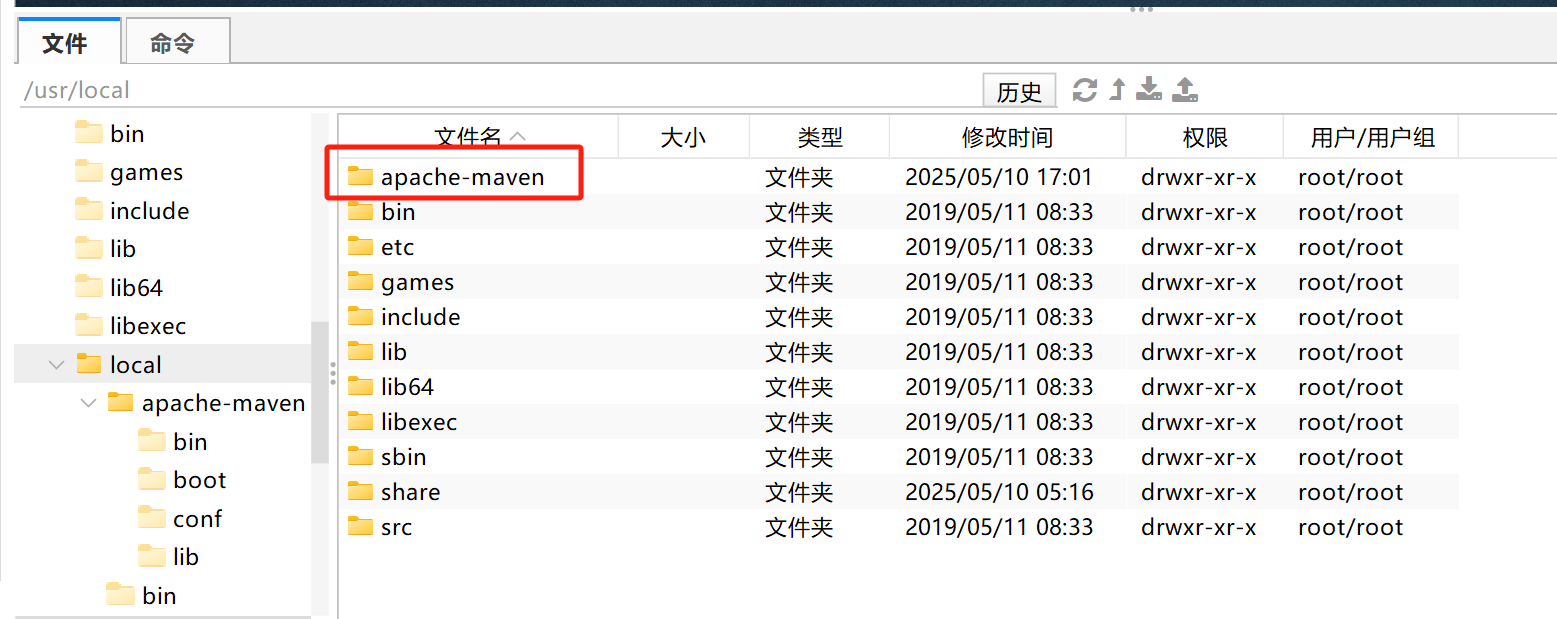 文件 命令
/usr/local 历史
bin
games
include
lib
lib64
libexec
local
apache-maven
bin
boot
conf
lib
bin
文件名 大小 类型 修改时间 权限 用户/用户组
apache-maven 文件夹 2025/05/10 17:01 drwxr-xr-x root/root
bin 文件夹 2019/05/11 08:33 drwxr-xr-x root/root
etc 文件夹 2019/05/11 08:33 drwxr-xr-x root/root
games 文件夹 2019/05/11 08:33 drwxr-xr-x root/root
include 文件夹 2019/05/11 08:33 drwxr-xr-x root/root
lib 文件夹 2019/05/11 08:33 drwxr-xr-x root/root
lib64 文件夹 2019/05/11 08:33 drwxr-xr-x root/root
libexec 文件夹 2019/05/11 08:33 drwxr-xr-x root/root
sbin 文件夹 2019/05/11 08:33 drwxr-xr-x root/root
share 文件夹 2025/05/10 05:16 drwxr-xr-x root/root
src 文件夹 2019/05/11 08:33 drwxr-xr-x root/root